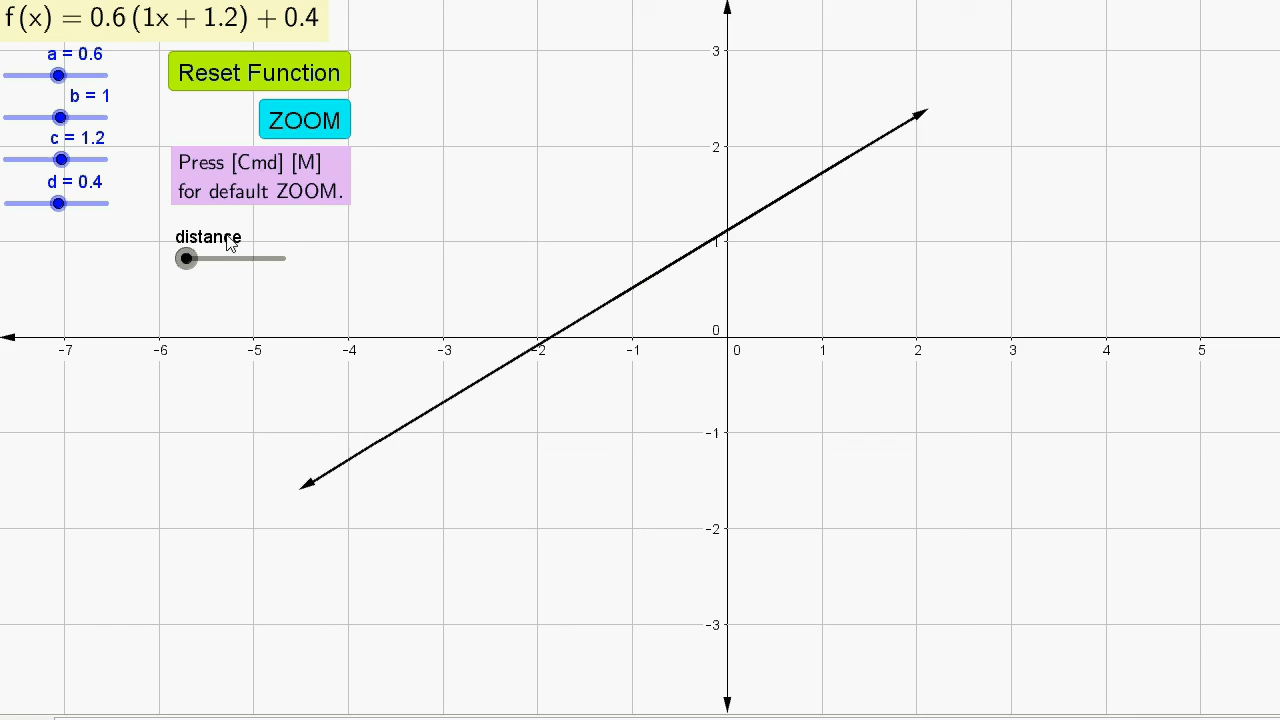 f(x) = 0.6(1x + 1.2) + 0.4
a = 0.6
Reset Function
b = 1
ZOOM
c = 1.2
Press [Cmd] [M]
d = 0.4
for default ZOOM.
distance
3
2
1
0
-7 -6 -5 -4 -3 -2 -1 0 1 2 3 4 5
-1
-2
-3